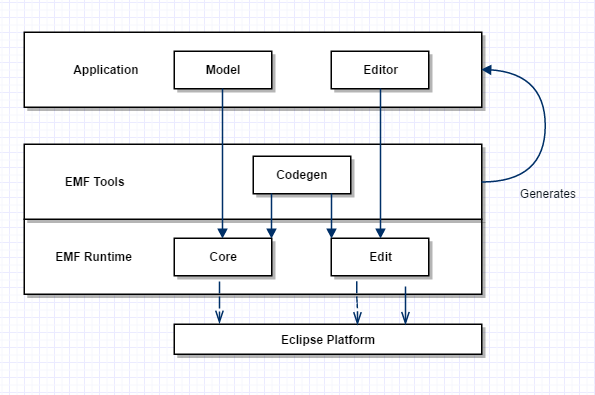 Application
Model
Editor
EMF Tools
Codegen
Generates
EMF Runtime
Core
Edit
Eclipse Platform